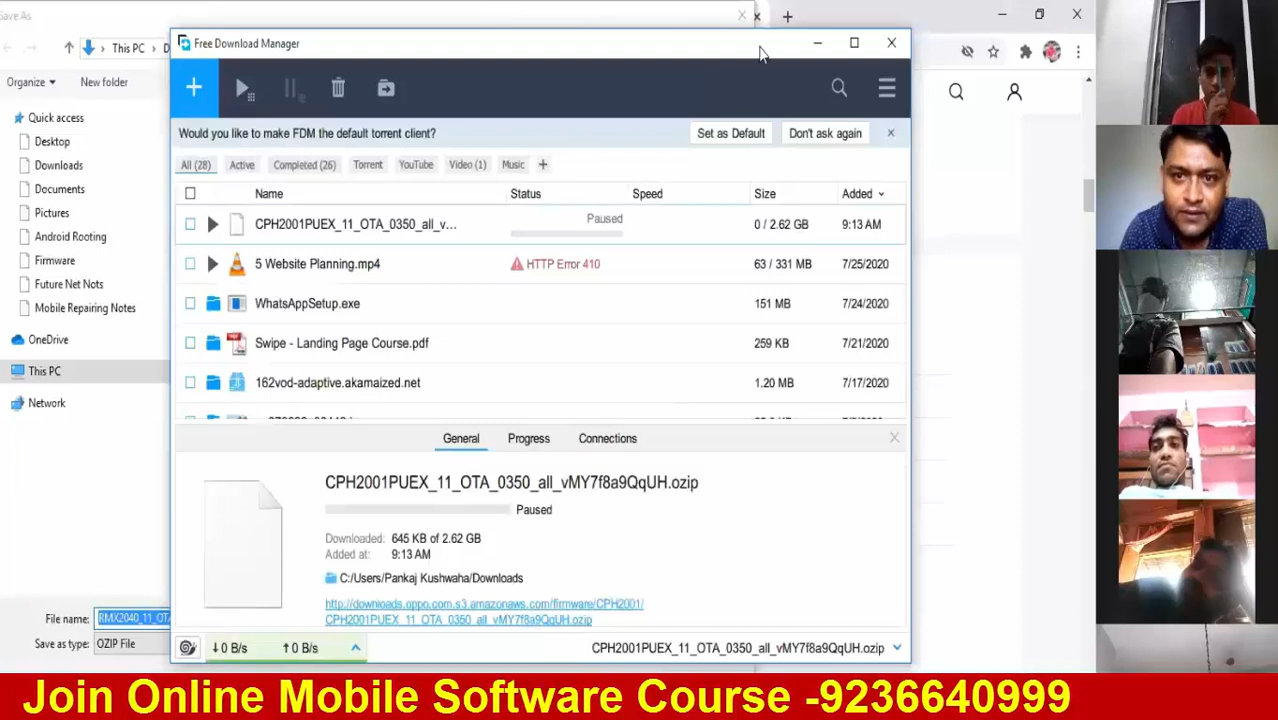 Save As
This PC
Organize
New folder
Quick access
Desktop
Downloads
Documents
Pictures
Android Rooting
Firmware
Future Net Nots
Mobile Repairing Notes
OneDrive
This PC
Network
File name: RMX2040_11_OTA
Save as type: OZIP File
Free Download Manager
Would you like to make FDM the default torrent client? Set as Default Don't ask again
All (28) Active Completed (26) Torrent YouTube Video (1) Music
Name Status Speed Size Added
CPH2001PUEX_11_OTA_0350_all_v... Paused 0 / 2.62 GB 9:13 AM
5 Website Planning.mp4 HTTP Error 410 63 / 331 MB 7/25/2020
WhatsAppSetup.exe 151 MB 7/24/2020
Swipe - Landing Page Course.pdf 259 KB 7/21/2020
162vod-adaptive.akamaized.net 1.20 MB 7/17/2020
General Progress Connections
CPH2001PUEX_11_OTA_0350_all_vMY7f8a9QqUH.ozip
Paused
Downloaded: 645 KB of 2.62 GB
Added at: 9:13 AM
C:/Users/Pankaj Kushwaha/Downloads
http://downloads.oppo.com.s3.amazonaws.com/firmware/CPH2001/
CPH2001PUEX_11_OTA_0350_all_vMY7f8a9QqUH.ozip
↓0 B/s ↑0 B/s CPH2001PUEX_11_OTA_0350_all_vMY7f8a9QqUH.ozip
Join Online Mobile Software Course -9236640999